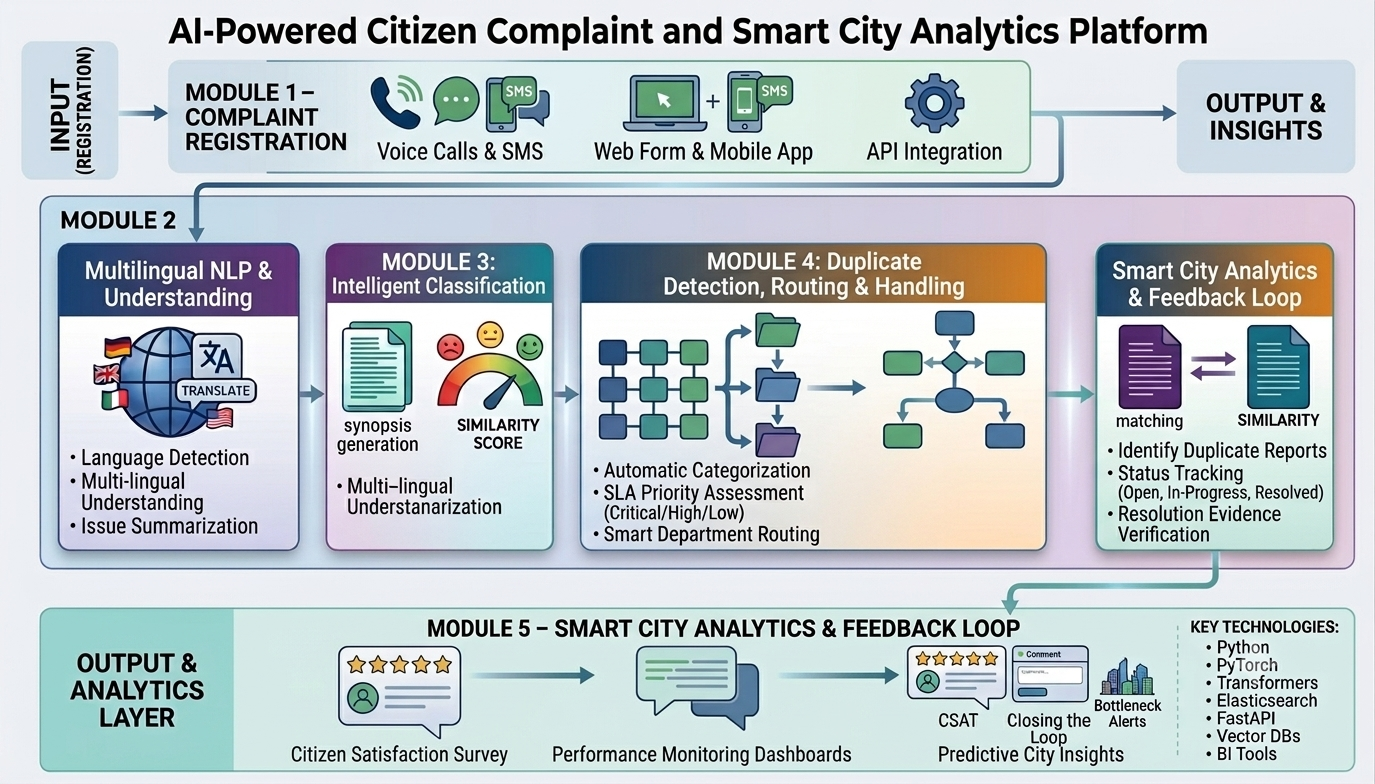 AI-Powered Citizen Complaint and Smart City Analytics Platform
INPUT
(REGISTRATION)
MODULE 1 –
COMPLAINT
REGISTRATION
SMS
Voice Calls & SMS
SMS
Web Form & Mobile App
API Integration
OUTPUT &
INSIGHTS
MODULE 2
Multilingual NLP &
Understanding
TRANSLATE
• Language Detection
• Multi-lingual
Understanding
• Issue Summarization
MODULE 3:
Intelligent Classification
synopsis
generation
SIMILARITY
SCORE
• Multi–lingual
Understanarization
MODULE 4: Duplicate
Detection, Routing & Handling
• Automatic Categorization
• SLA Priority Assessment
(Critical/High/Low)
• Smart Department Routing
Smart City Analytics
& Feedback Loop
matching
SIMILARITY
• Identify Duplicate Reports
• Status Tracking
(Open, In-Progress, Resolved)
• Resolution Evidence
Verification
OUTPUT &
ANALYTICS
LAYER
MODULE 5 – SMART CITY ANALYTICS & FEEDBACK LOOP
Citizen Satisfaction Survey
Performance Monitoring Dashboards
Comment
CSAT
Closing the
Loop
Bottleneck
Alerts
Predictive City Insights
KEY TECHNOLOGIES:
• Python
• PyTorch
• Transformers
• Elasticsearch
• FastAPI
• Vector DBs
• BI Tools